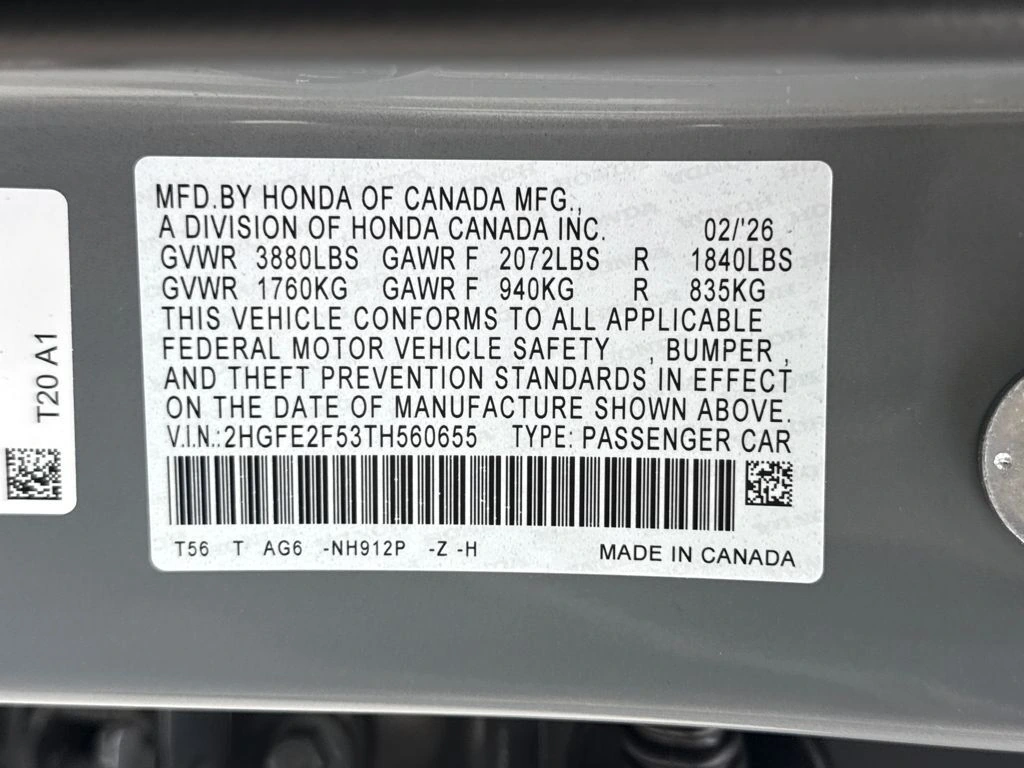 MFD.BY HONDA OF CANADA MFG.,
A DIVISION OF HONDA CANADA INC. 02/'26
GVWR 3880LBS GAWR F 2072LBS R 1840LBS
GVWR 1760KG GAWR F 940KG R 835KG
THIS VEHICLE CONFORMS TO ALL APPLICABLE
FEDERAL MOTOR VEHICLE SAFETY , BUMPER ,
AND THEFT PREVENTION STANDARDS IN EFFECT
ON THE DATE OF MANUFACTURE SHOWN ABOVE.
V.I.N.: 2HGFE2F53TH560655 TYPE: PASSENGER CAR
T56 T AG6 -NH912P -Z -H MADE IN CANADA
T20 A1